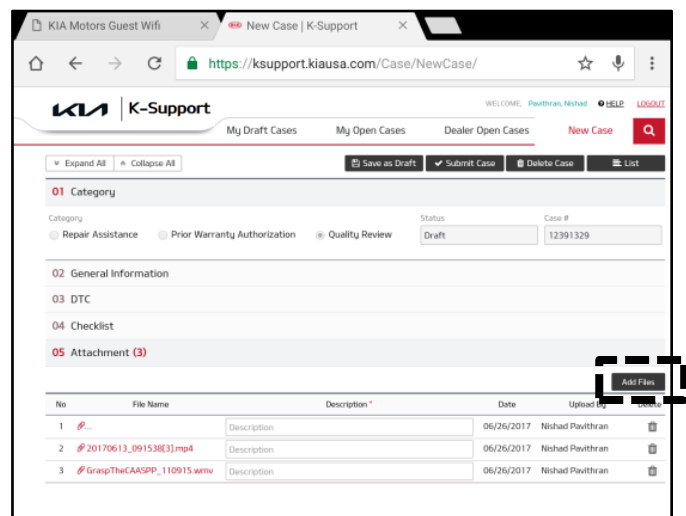 KIA Motors Guest Wifi
New Case | K-Support
https://ksupport.kiausa.com/Case/NewCase/
KIA | K-Support
WELCOME, Pavithran, Nishad HELP LOGOUT
My Draft Cases My Open Cases Dealer Open Cases New Case
Expand All Collapse All Save as Draft Submit Case Delete Case List
01 Category
Category Status Case #
Repair Assistance Prior Warranty Authorization Quality Review Draft 12391329
02 General Information
03 DTC
04 Checklist
05 Attachment (3)
Add Files
No File Name Description * Date Upload By Delete
1 ... Description 06/26/2017 Nishad Pavithran
2 20170613_091538[3].mp4 Description 06/26/2017 Nishad Pavithran
3 GraspTheCAASPP_110915.wmv Description 06/26/2017 Nishad Pavithran